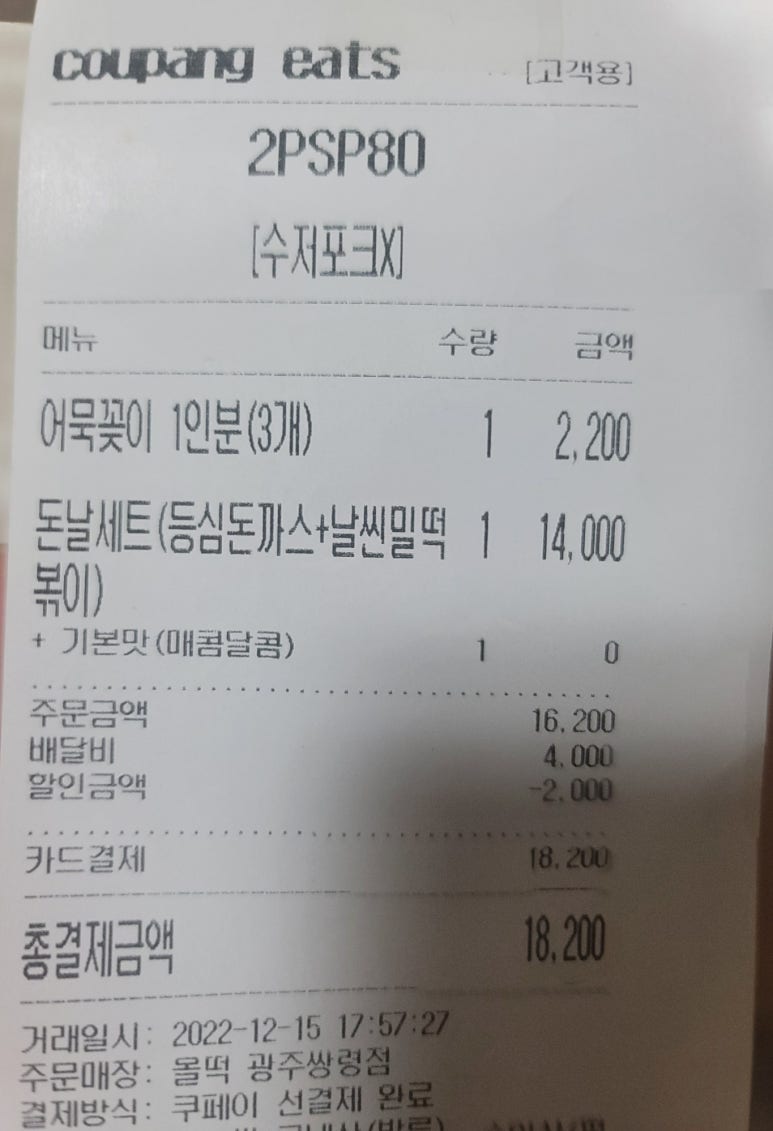 coupang eats [고객용]
2PSP80
[수저포크X]
메뉴 수량 금액
어묵꽂이 1인분(3개) 1 2,200
돈날세트(등심돈까스+날씬밀떡 1 14,000
볶이)
+ 기본맛(매콤달콤) 1 0
주문금액 16,200
배달비 4,000
할인금액 -2,000
카드결제 18,200
총결제금액 18,200
거래일시: 2022-12-15 17:57:27
주문매장: 올떡 광주쌍령점
결제방식: 쿠페이 선결제 완료